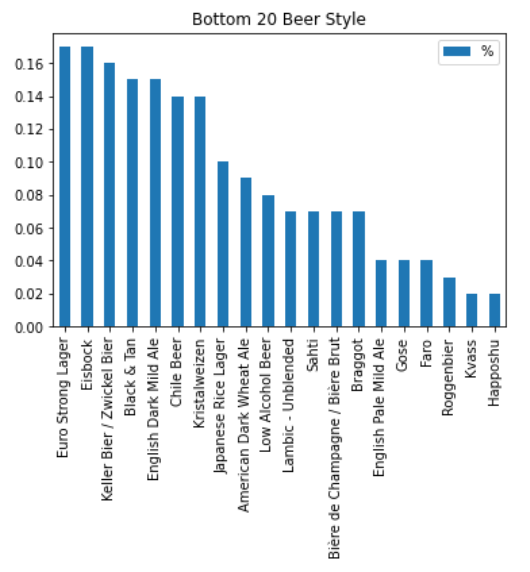 Bottom 20 Beer Style
%
0.16
0.14
0.12
0.10
0.08
0.06
0.04
0.02
0.00
Euro Strong Lager
Eisbock
Keller Bier / Zwickel Bier
Black & Tan
English Dark Mild Ale
Chile Beer
Kristalweizen
Japanese Rice Lager
American Dark Wheat Ale
Low Alcohol Beer
Lambic - Unblended
Sahti
Bière de Champagne / Bière Brut
Braggot
English Pale Mild Ale
Gose
Faro
Roggenbier
Kvass
Happoshu